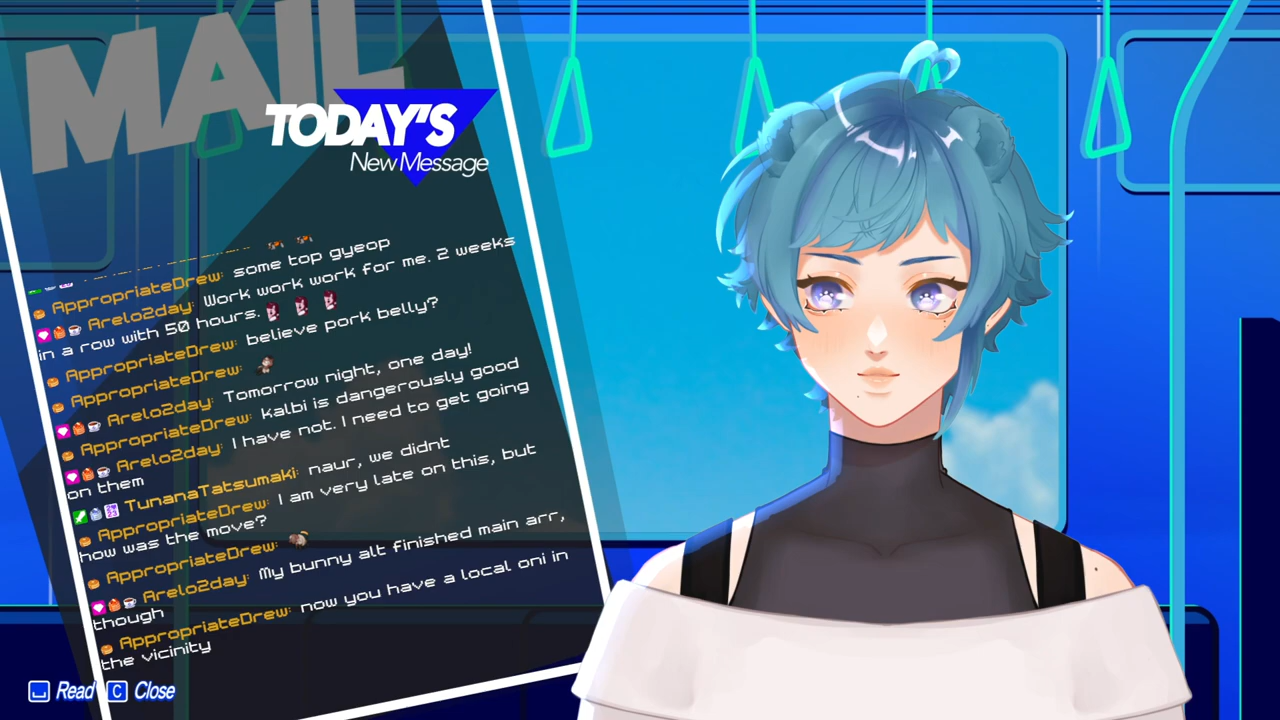 MAIL
TODAY'S
New Message
AppropriateDrew: some top gyeop
Arelo2day: Work work work for me. 2 weeks
in a row with 50 hours.
AppropriateDrew: believe pork belly?
AppropriateDrew:
Arelo2day: Tomorrow night, one day!
AppropriateDrew: kalbi is dangerously good
Arelo2day: I have not. I need to get going
on them
TunanaTatsumaki: naur, we didnt
AppropriateDrew: I am very late on this, but
how was the move?
AppropriateDrew:
Arelo2day: My bunny alt finished main arr,
though
AppropriateDrew: now you have a local oni in
the vicinity
Read C Close